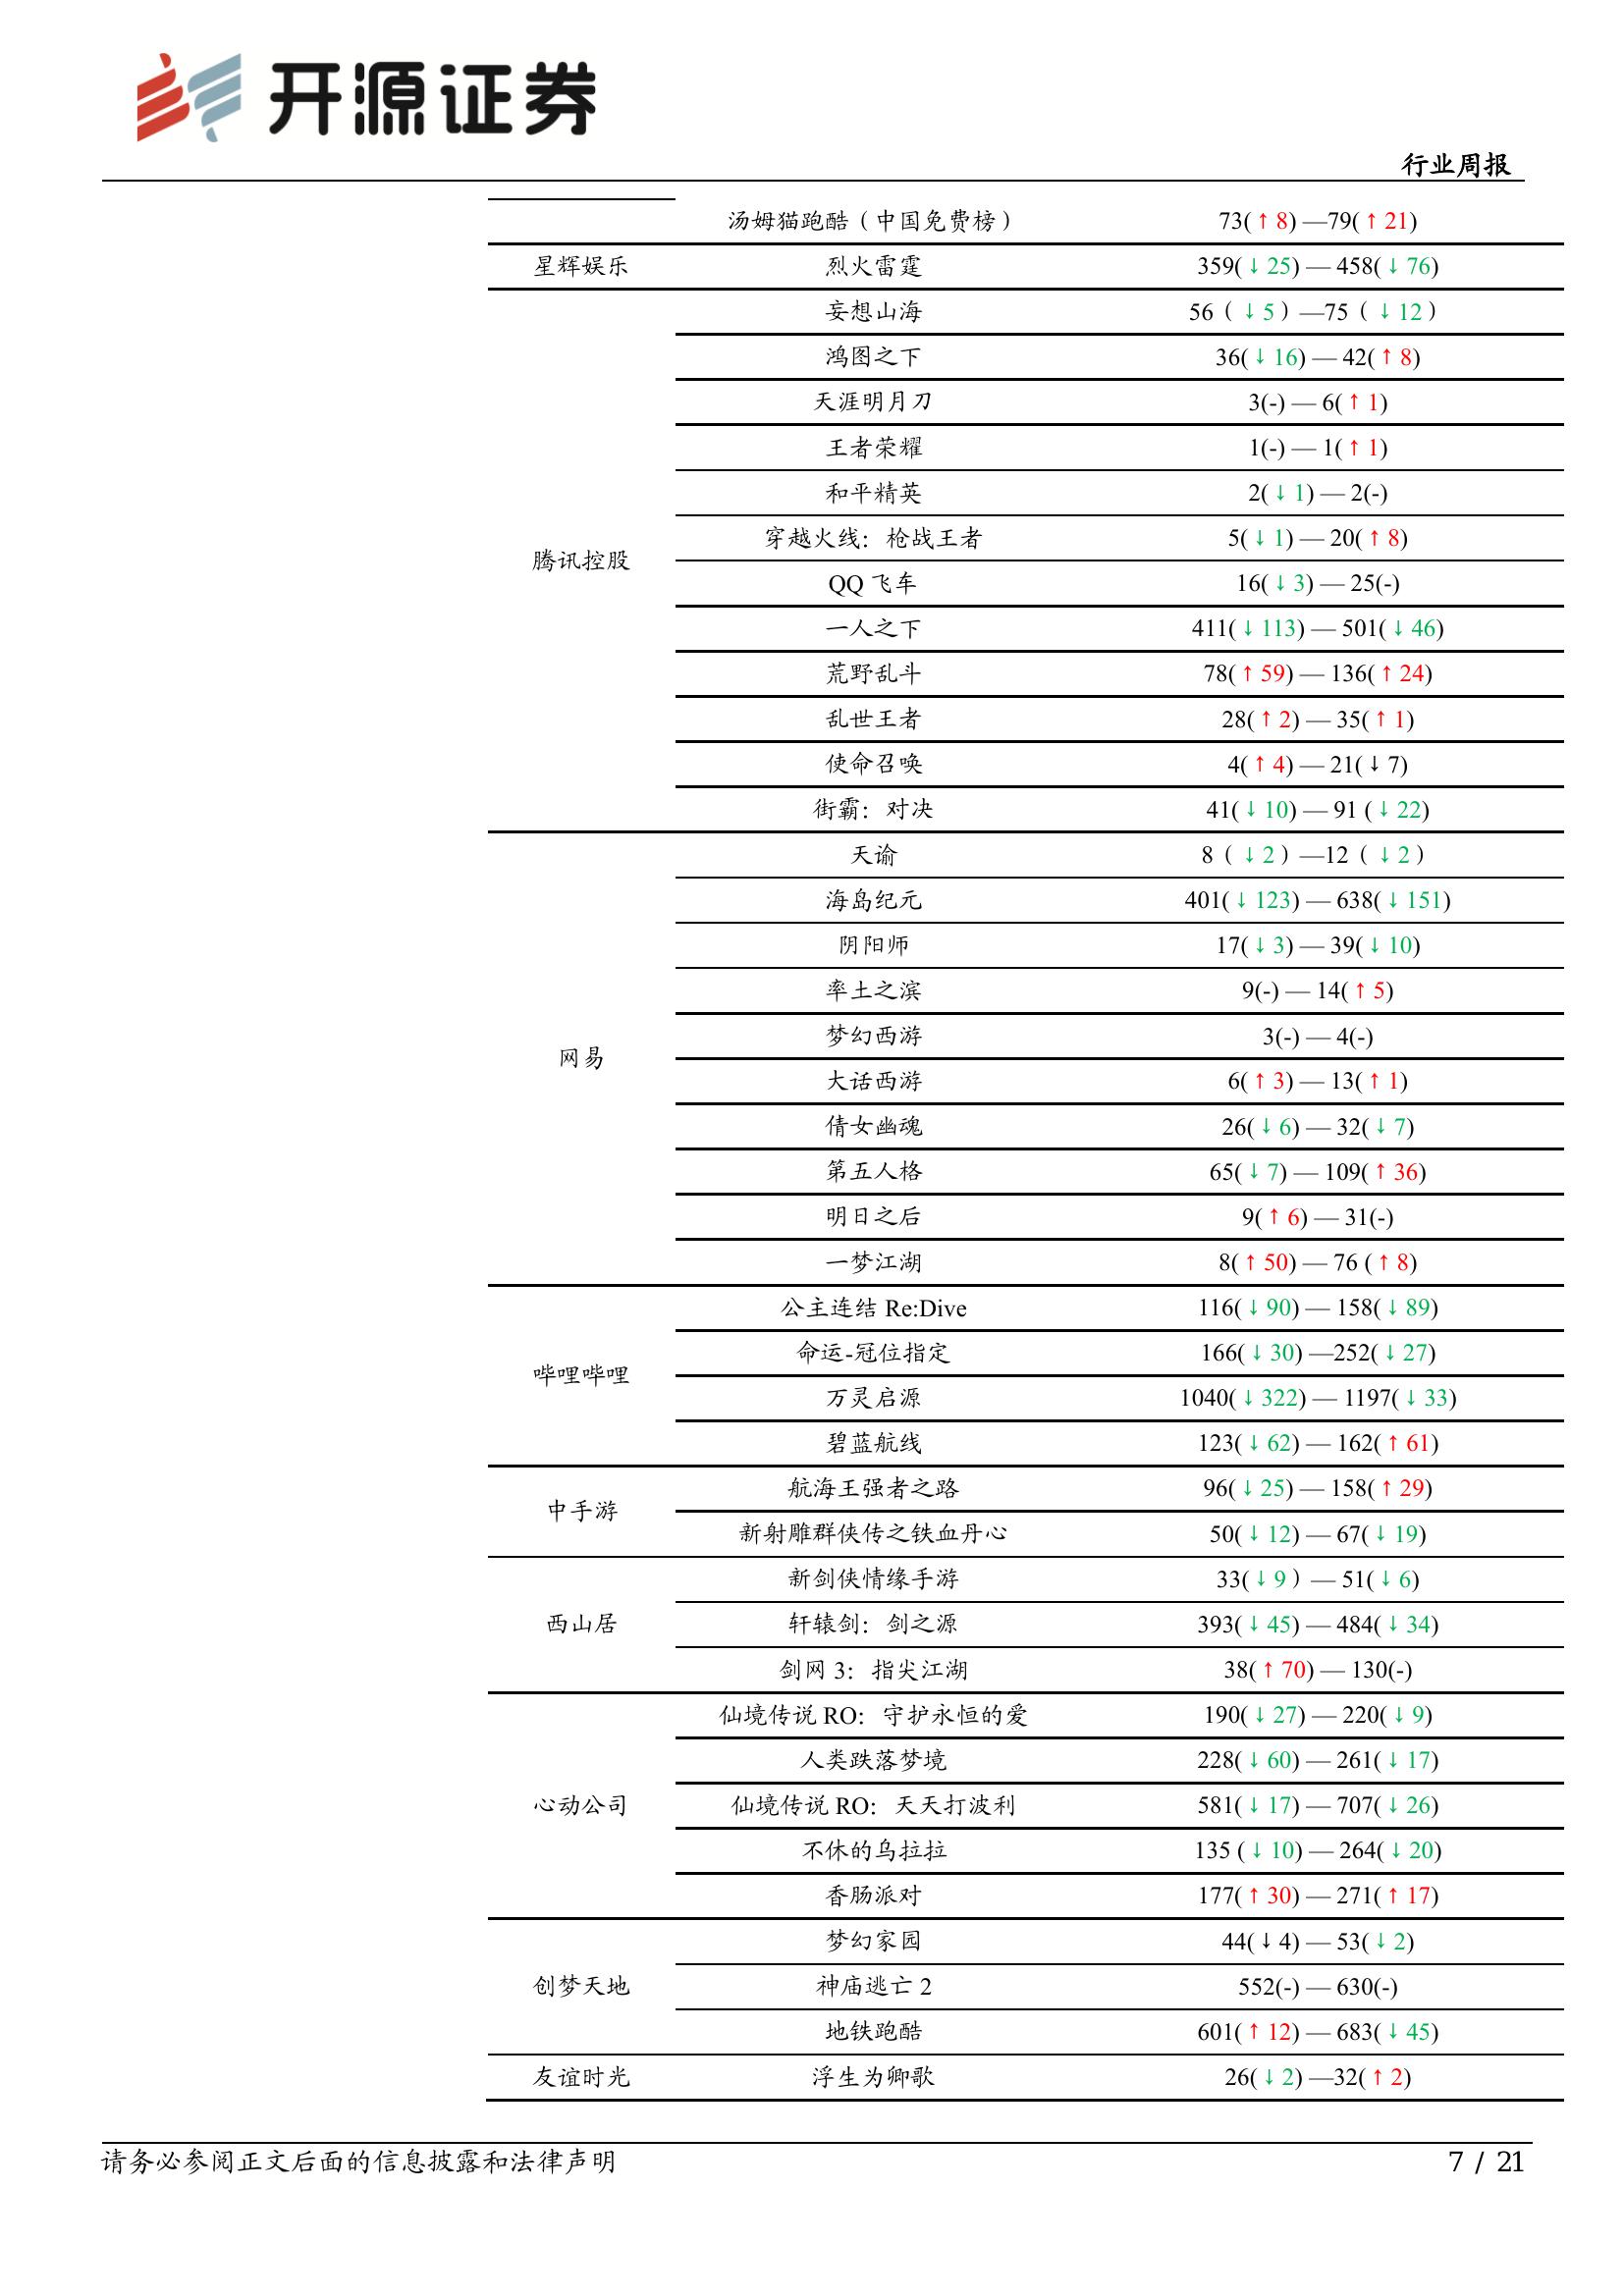 开源证券
行业周报
汤姆猫跑酷（中国免费榜） 73(↑8) —79(↑21)
星辉娱乐 烈火雷霆 359(↓25) — 458(↓76)
妄想山海 56（↓5）—75（↓12）
鸿图之下 36(↓16) — 42(↑8)
天涯明月刀 3(-) — 6(↑1)
王者荣耀 1(-) — 1(↑1)
和平精英 2(↓1) — 2(-)
穿越火线：枪战王者 5(↓1) — 20(↑8)
腾讯控股
QQ 飞车 16(↓3) — 25(-)
一人之下 411(↓113) — 501(↓46)
荒野乱斗 78(↑59) — 136(↑24)
乱世王者 28(↑2) — 35(↑1)
使命召唤 4(↑4) — 21(↓7)
街霸：对决 41(↓10) — 91 (↓22)
天谕 8（↓2）—12（↓2）
海岛纪元 401(↓123) — 638(↓151)
阴阳师 17(↓3) — 39(↓10)
率土之滨 9(-) — 14(↑5)
梦幻西游 3(-) — 4(-)
网易
大话西游 6(↑3) — 13(↑1)
倩女幽魂 26(↓6) — 32(↓7)
第五人格 65(↓7) — 109(↑36)
明日之后 9(↑6) — 31(-)
一梦江湖 8(↑50) — 76 (↑8)
公主连结 Re:Dive 116(↓90) — 158(↓89)
命运-冠位指定 166(↓30) —252(↓27)
哔哩哔哩
万灵启源 1040(↓322) — 1197(↓33)
碧蓝航线 123(↓62) — 162(↑61)
航海王强者之路 96(↓25) — 158(↑29)
中手游
新射雕群侠传之铁血丹心 50(↓12) — 67(↓19)
新剑侠情缘手游 33(↓9）— 51(↓6)
西山居 轩辕剑：剑之源 393(↓45) — 484(↓34)
剑网 3：指尖江湖 38(↑70) — 130(-)
仙境传说 RO：守护永恒的爱 190(↓27) — 220(↓9)
人类跌落梦境 228(↓60) — 261(↓17)
心动公司 仙境传说 RO：天天打波利 581(↓17) — 707(↓26)
不休的乌拉拉 135 (↓10) — 264(↓20)
香肠派对 177(↑30) — 271(↑17)
梦幻家园 44(↓4) — 53(↓2)
创梦天地 神庙逃亡 2 552(-) — 630(-)
地铁跑酷 601(↑12) — 683(↓45)
友谊时光 浮生为卿歌 26(↓2) —32(↑2)
请务必参阅正文后面的信息披露和法律声明 7 / 21